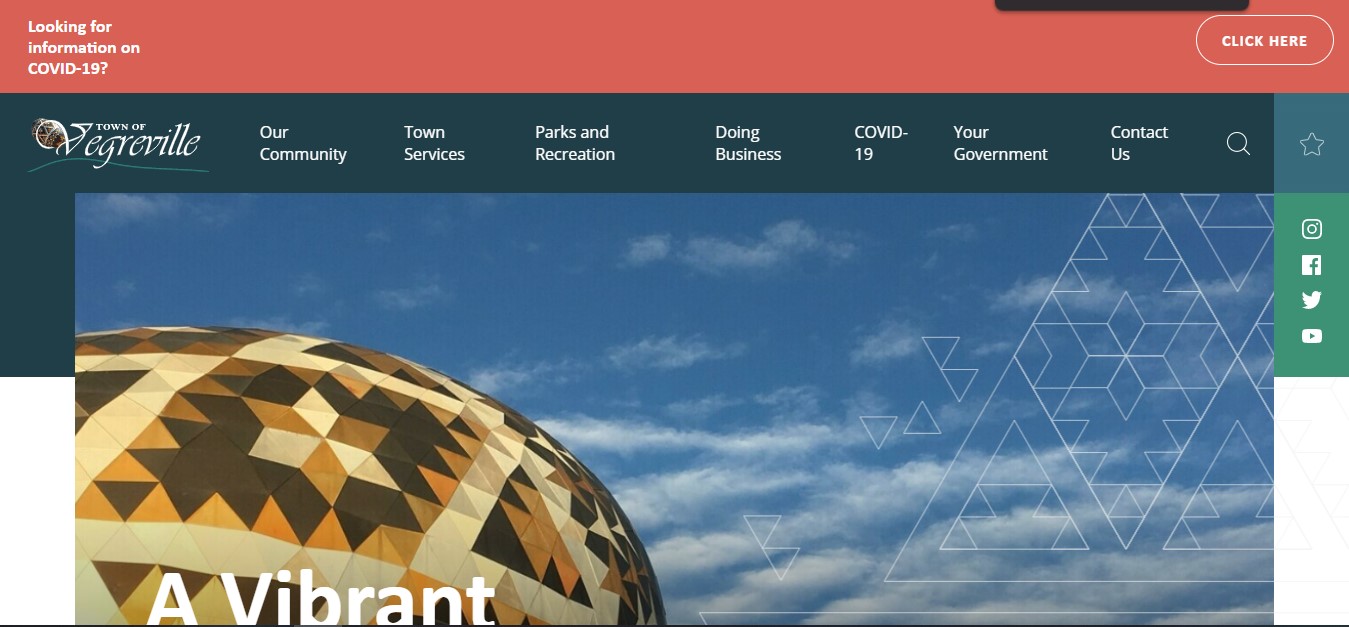 Looking for
information on
COVID-19?
CLICK HERE
TOWN OF
Vegreville
Our
Community
Town
Services
Parks and
Recreation
Doing
Business
COVID-
19
Your
Government
Contact
Us
A Vibrant